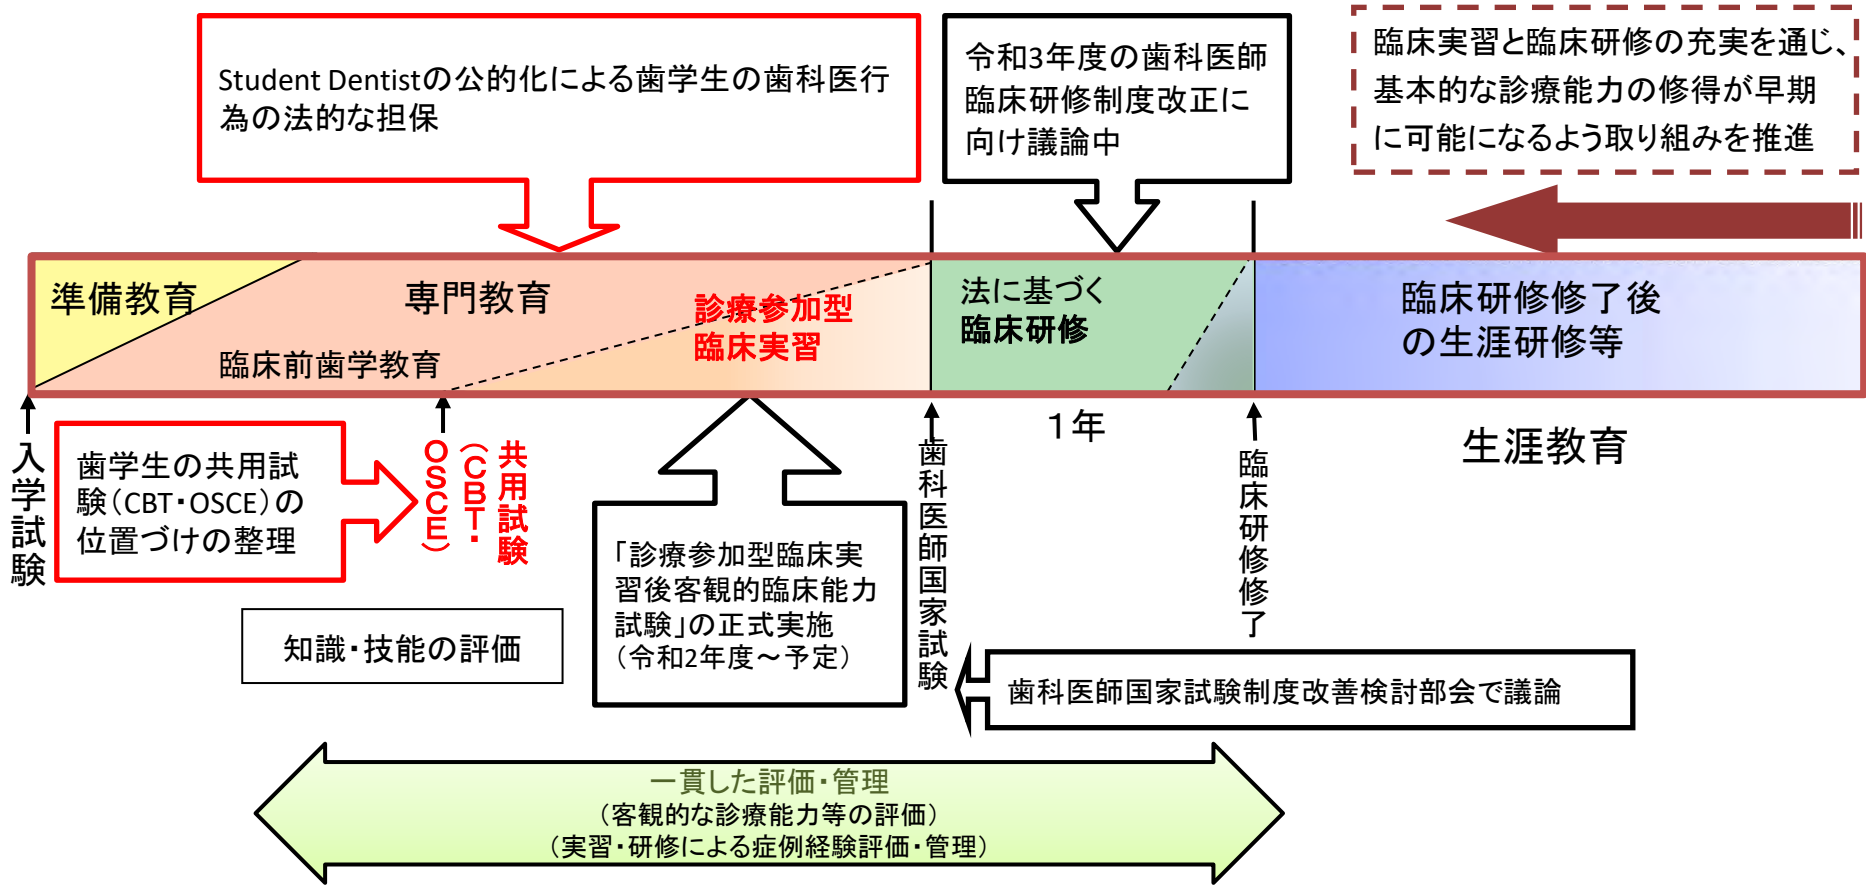 Student Dentistの公的化による歯学生の歯科医行
為の法的な担保
令和3年度の歯科医師
臨床研修制度改正に
向け議論中
臨床実習と臨床研修の充実を通じ、
基本的な診療能力の修得が早期
に可能になるよう取り組みを推進
準備教育
専門教育
臨床前歯学教育
診療参加型
臨床実習
法に基づく
臨床研修
臨床研修修了後
の生涯研修等
入学試験
歯学生の共用試
験（CBT・OSCE）の
位置づけの整理
共用試験
（CBT・
OSCE）
「診療参加型臨床実
習後客観的臨床能力
試験」の正式実施
（令和2年度～予定）
歯科医師国家試験
１年
臨床研修修了
生涯教育
知識・技能の評価
歯科医師国家試験制度改善検討部会で議論
一貫した評価・管理
（客観的な診療能力等の評価）
（実習・研修による症例経験評価・管理）